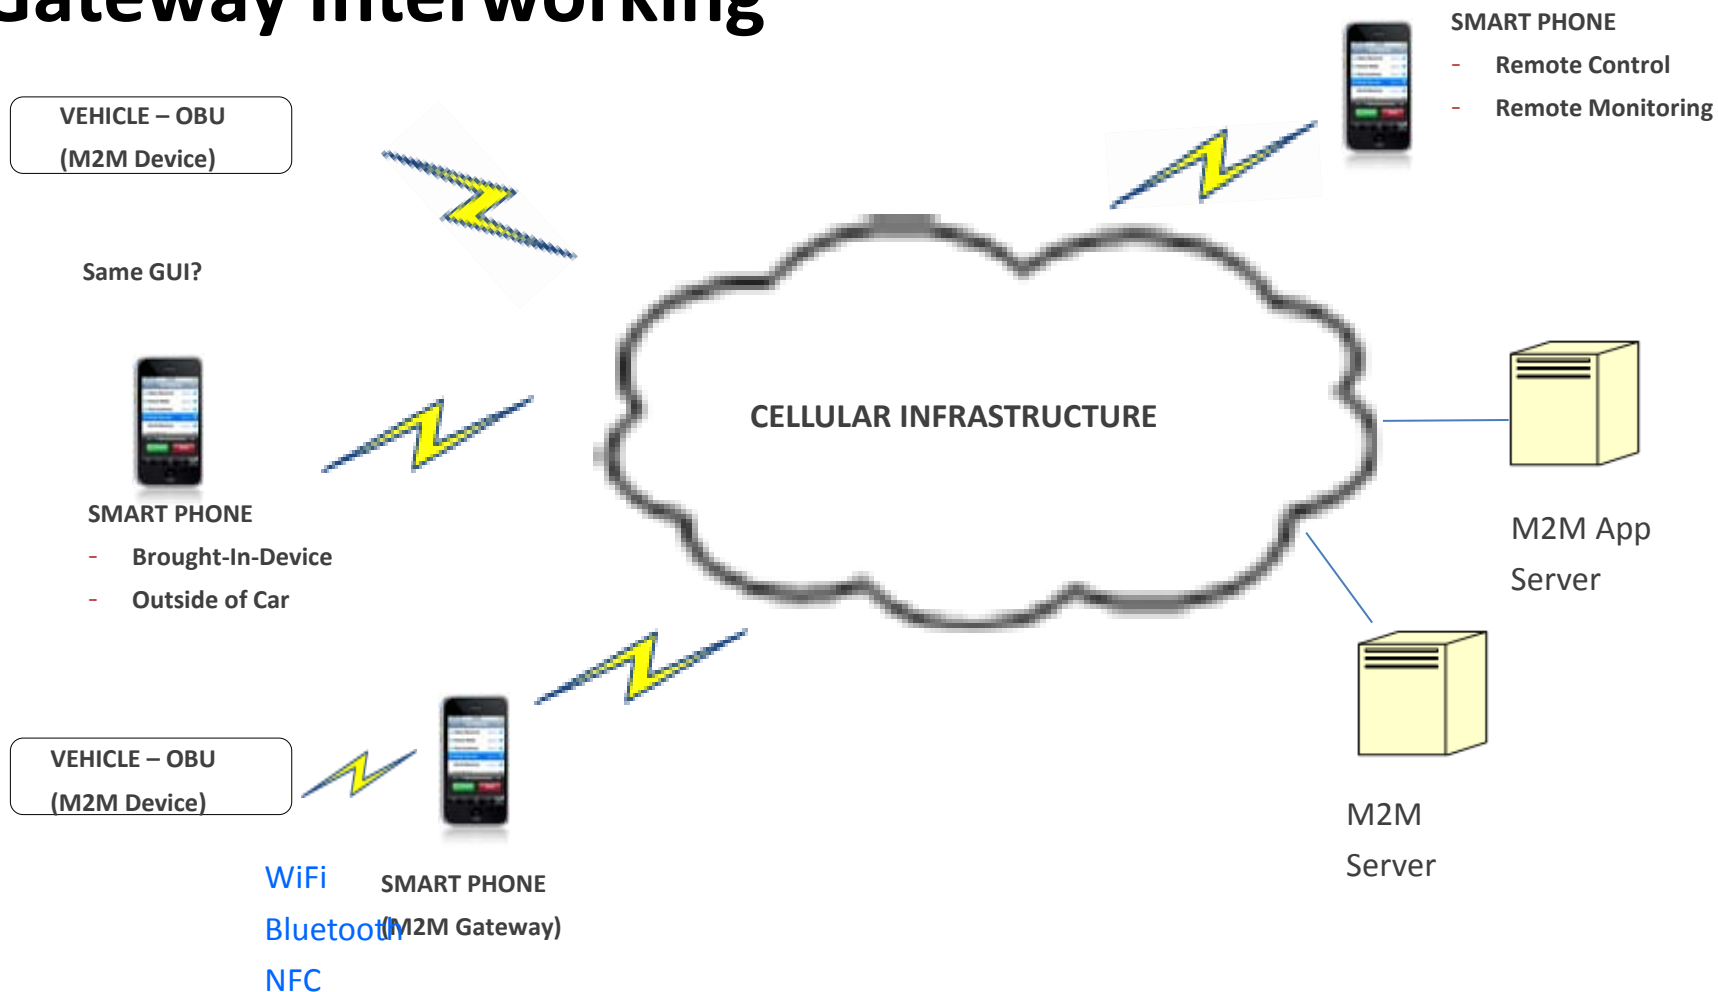 Gateway Interworking
SMART PHONE
- Remote Control
- Remote Monitoring
VEHICLE – OBU
(M2M Device)
Same GUI?
CELLULAR INFRASTRUCTURE
SMART PHONE
- Brought-In-Device
- Outside of Car
M2M App
Server
VEHICLE – OBU
(M2M Device)
M2M
Server
WiFi
Bluetooth
NFC
SMART PHONE
(M2M Gateway)